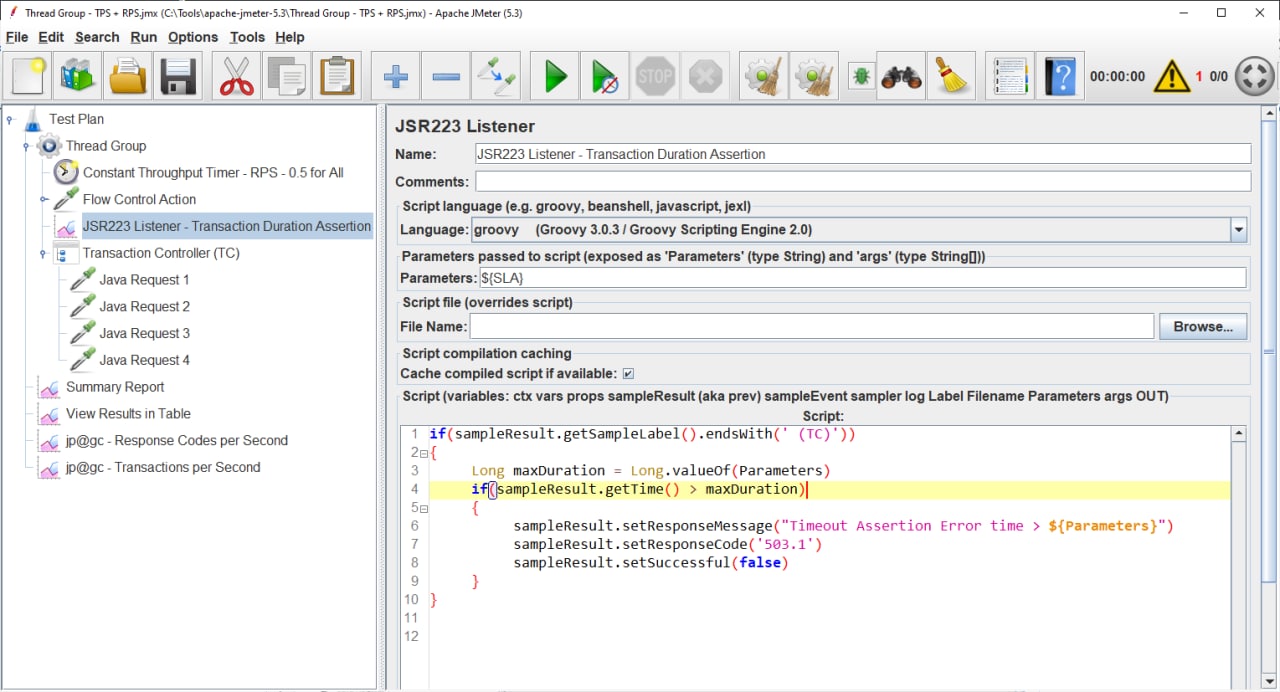 Thread Group - TPS + RPS.jmx (C:\Tools\apache-jmeter-5.3\Thread Group - TPS + RPS.jmx) - Apache JMeter (5.3)
File Edit Search Run Options Tools Help
STOP
00:00:00 1 0/0
Test Plan
Thread Group
Constant Throughput Timer - RPS - 0.5 for All
Flow Control Action
JSR223 Listener - Transaction Duration Assertion
Transaction Controller (TC)
Java Request 1
Java Request 2
Java Request 3
Java Request 4
Summary Report
View Results in Table
jp@gc - Response Codes per Second
jp@gc - Transactions per Second
JSR223 Listener
Name: JSR223 Listener - Transaction Duration Assertion
Comments:
Script language (e.g. groovy, beanshell, javascript, jexl)
Language: groovy (Groovy 3.0.3 / Groovy Scripting Engine 2.0)
Parameters passed to script (exposed as 'Parameters' (type String) and 'args' (type String[]))
Parameters: ${SLA}
Script file (overrides script)
File Name: Browse...
Script compilation caching
Cache compiled script if available:
Script (variables: ctx vars props sampleResult (aka prev) sampleEvent sampler log Label Filename Parameters args OUT)
Script:
1 if(sampleResult.getSampleLabel().endsWith(' (TC)'))
2 {
3 Long maxDuration = Long.valueOf(Parameters)
4 if(sampleResult.getTime() > maxDuration)
5 {
6 sampleResult.setResponseMessage("Timeout Assertion Error time > ${Parameters}")
7 sampleResult.setResponseCode('503.1')
8 sampleResult.setSuccessful(false)
9 }
10 }
11
12